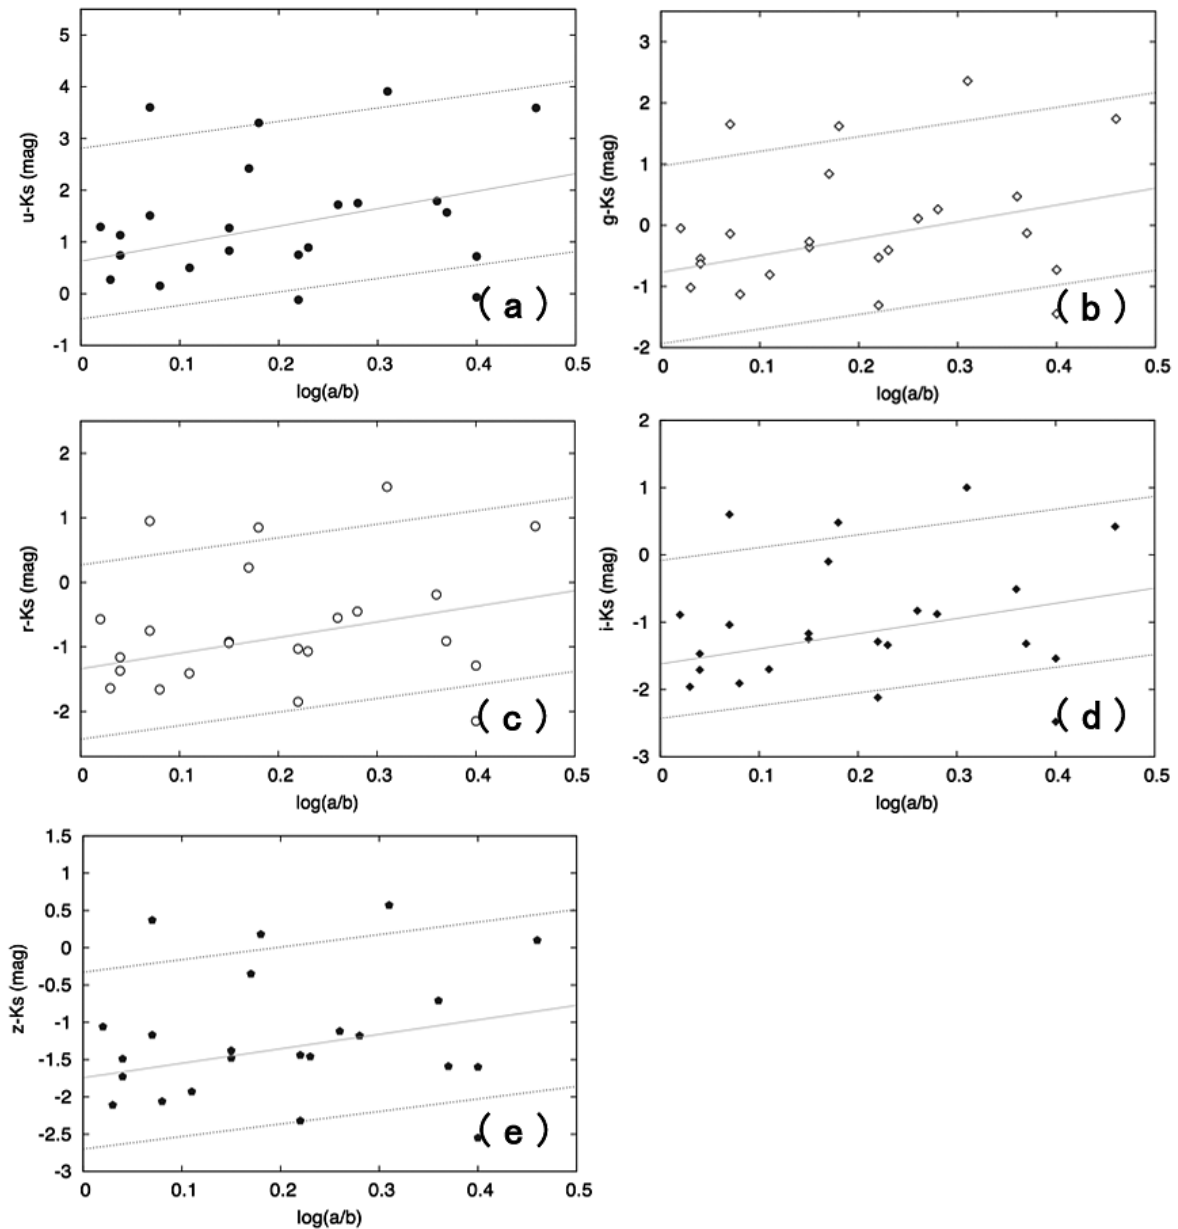 5
4
3
2
1
0
-1
u-Ks (mag)
( a )
0 0.1 0.2 0.3 0.4 0.5
log(a/b)
3
2
1
0
-1
-2
g-Ks (mag)
( b )
0 0.1 0.2 0.3 0.4 0.5
log(a/b)
2
1
0
-1
-2
r-Ks (mag)
( c )
0 0.1 0.2 0.3 0.4 0.5
log(a/b)
2
1
0
-1
-2
-3
i-Ks (mag)
( d )
0 0.1 0.2 0.3 0.4 0.5
log(a/b)
1.5
1
0.5
0
-0.5
-1
-1.5
-2
-2.5
-3
z-Ks (mag)
( e )
0 0.1 0.2 0.3 0.4 0.5
log(a/b)